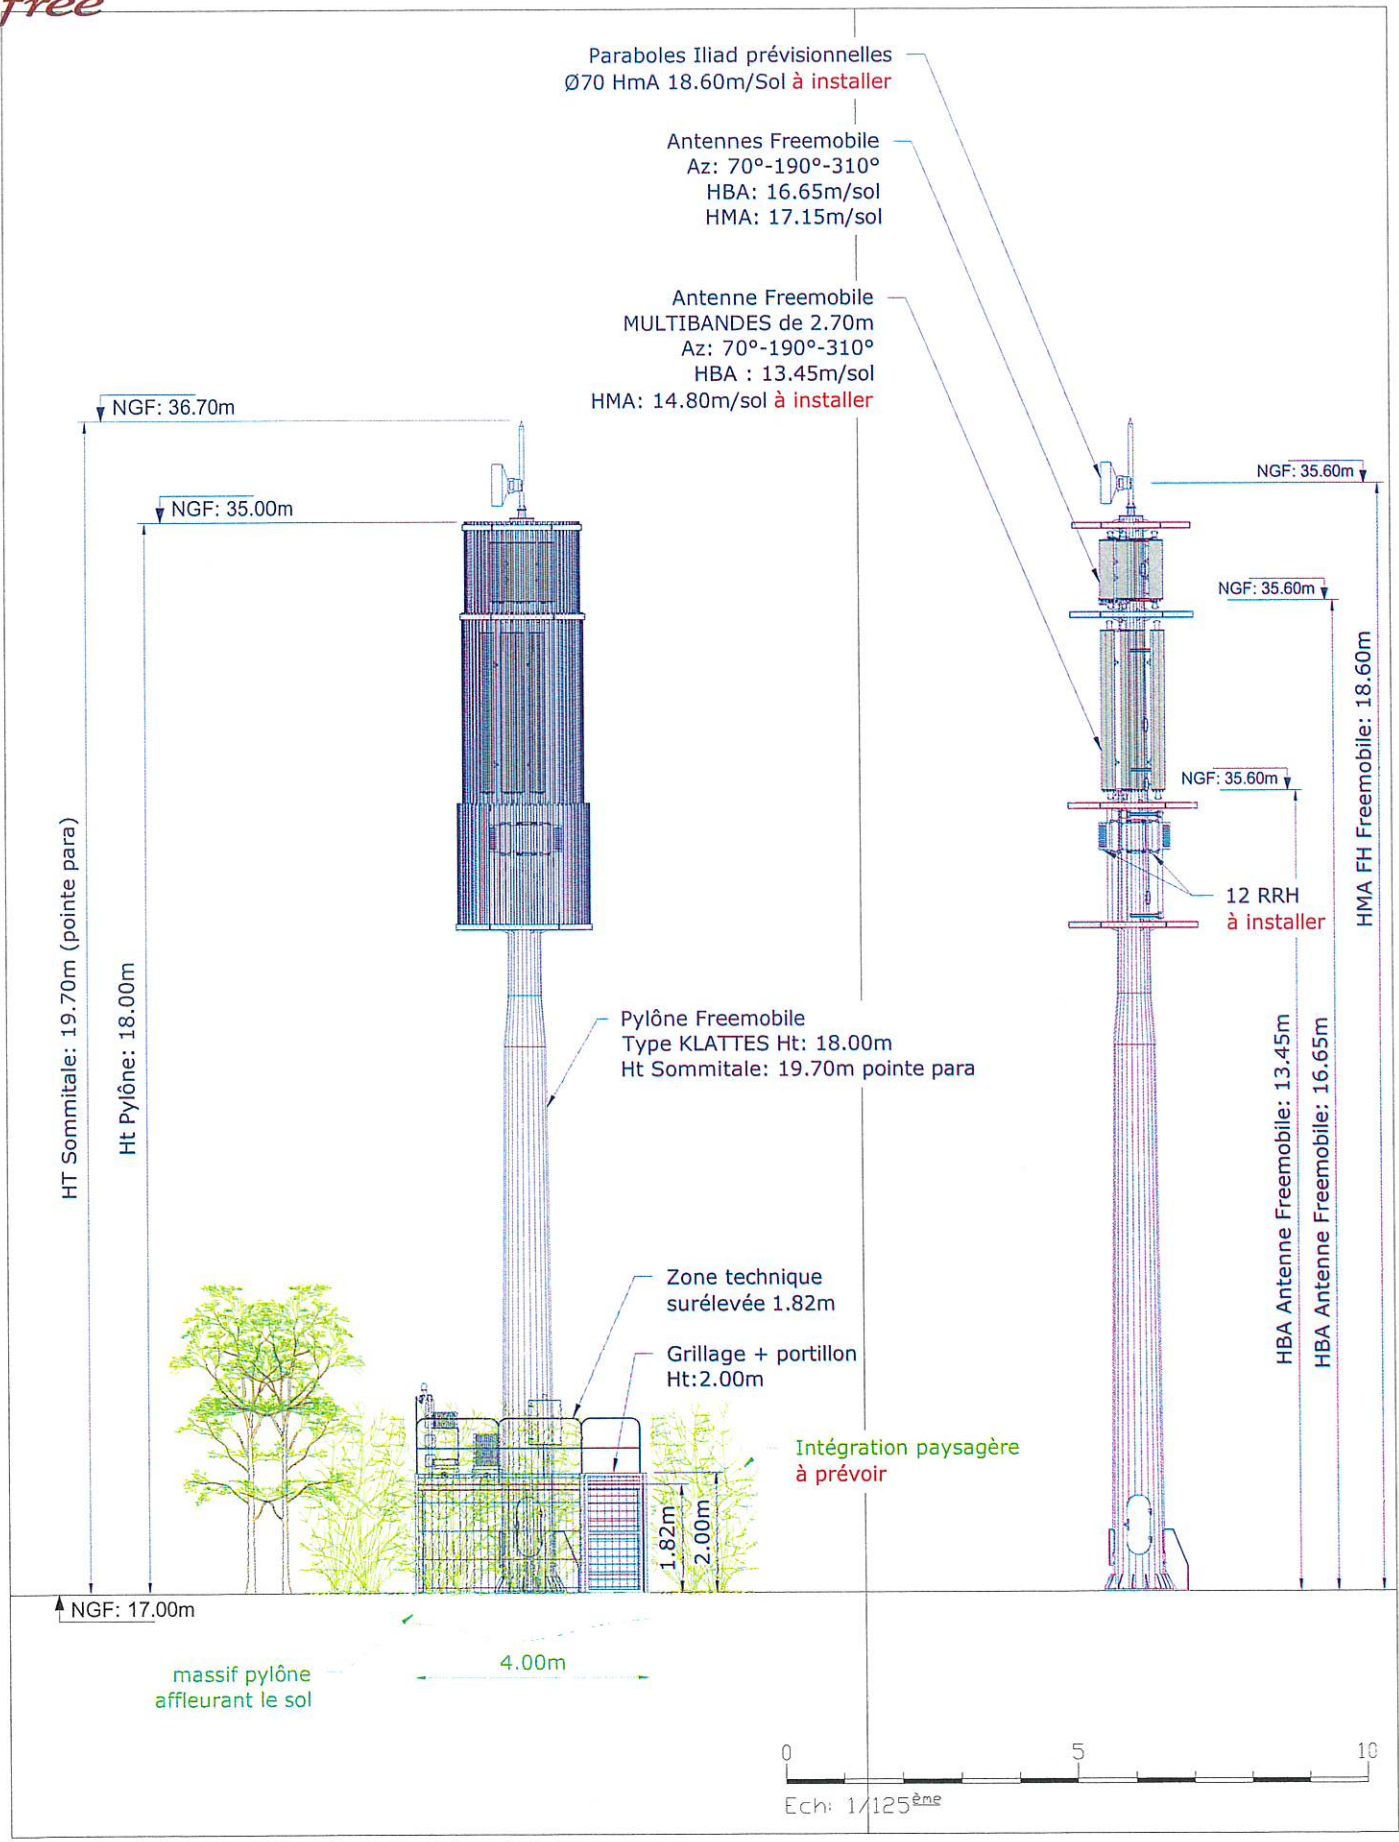 free
Paraboles Iliad prévisionnelles
Ø70 HmA 18.60m/Sol à installer
Antennes Freemobile
Az: 70°-190°-310°
HBA: 16.65m/sol
HMA: 17.15m/sol
Antenne Freemobile
MULTIBANDES de 2.70m
Az: 70°-190°-310°
HBA : 13.45m/sol
HMA: 14.80m/sol à installer
NGF: 36.70m
NGF: 35.00m
NGF: 35.60m
NGF: 35.60m
NGF: 35.60m
HT Sommitale: 19.70m (pointe para)
Ht Pylône: 18.00m
12 RRH
à installer
HMA FH Freemobile: 18.60m
HBA Antenne Freemobile: 13.45m
HBA Antenne Freemobile: 16.65m
Pylône Freemobile
Type KLATTES Ht: 18.00m
Ht Sommitale: 19.70m pointe para
Zone technique
surélevée 1.82m
Grillage + portillon
Ht:2.00m
Intégration paysagère
à prévoir
1.82m
2.00m
NGF: 17.00m
massif pylône
affleurant le sol
4.00m
0 5 10
Ech: 1/125ème